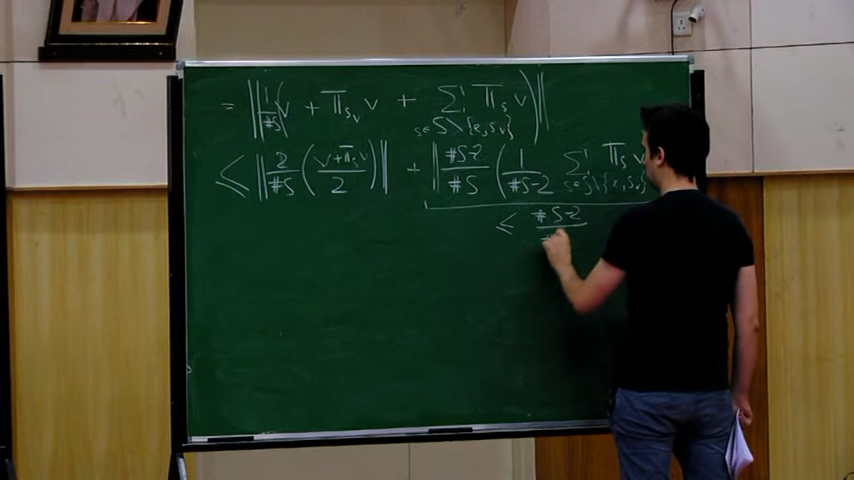 = ‖ 1/#S ( v + π_{s_v} v + Σ_{s∈S\{e,s_v}} π_s v ) ‖
≤ ‖ 2/#S ( (v + π_{s_v} v)/2 ) ‖ + ‖ (#S-2)/#S ( 1/(#S-2) Σ_{s∈S\{e,s_v}} π_s v
≤ #S-2